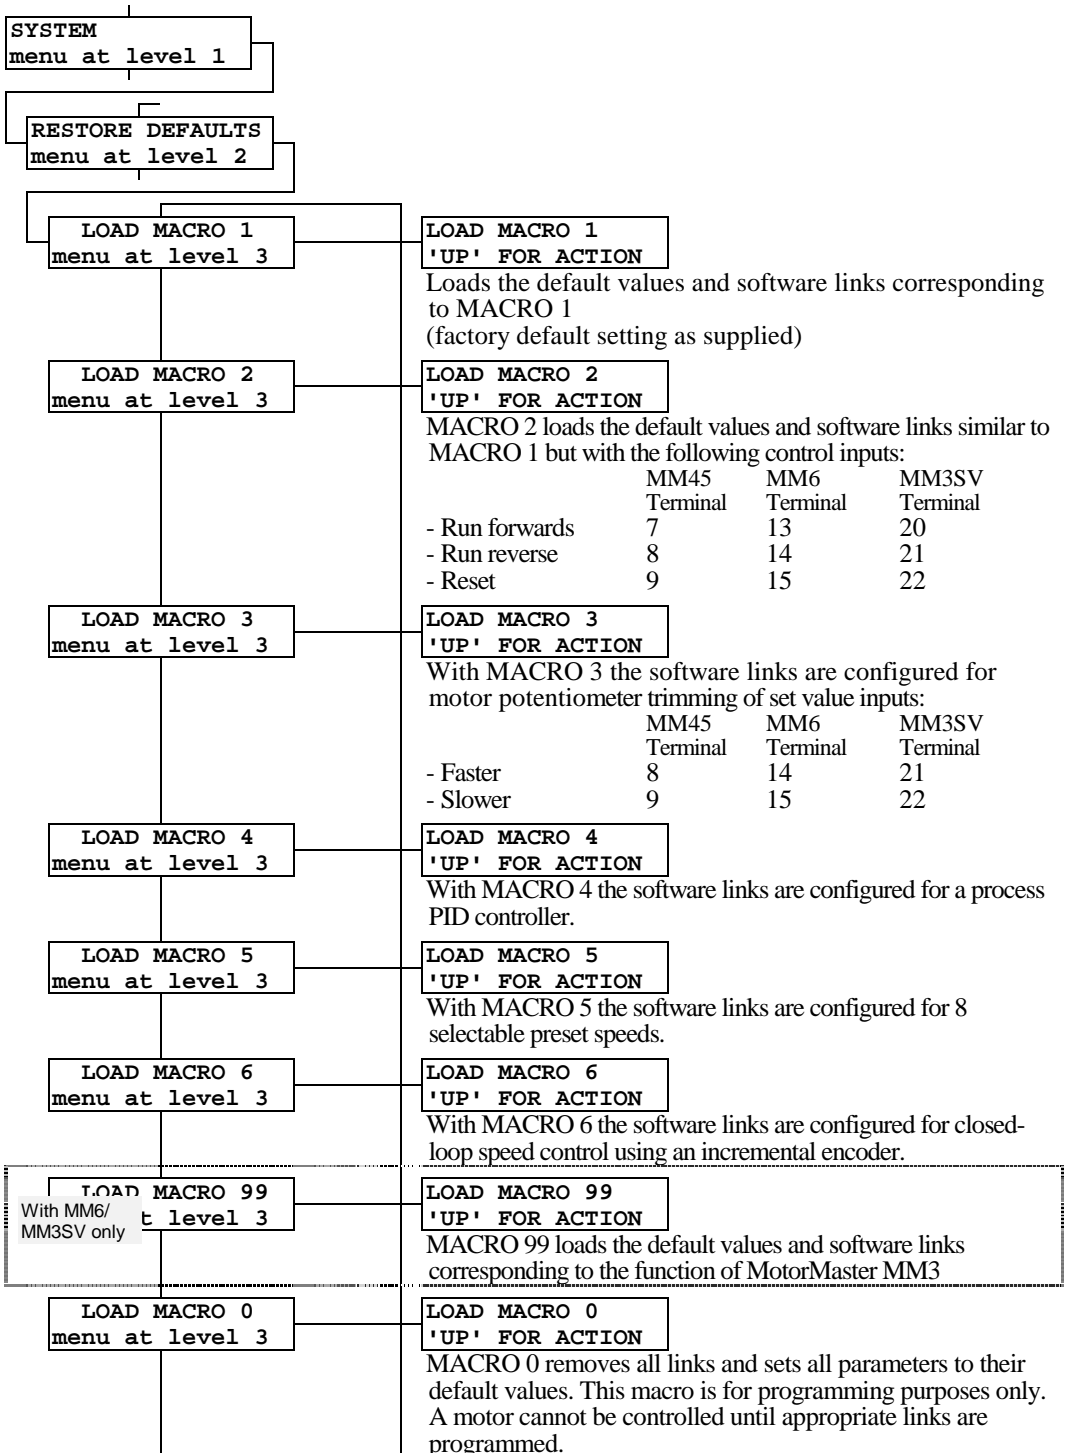 SYSTEM
menu at level 1
RESTORE DEFAULTS
menu at level 2
LOAD MACRO 1
menu at level 3
LOAD MACRO 1
'UP' FOR ACTION
Loads the default values and software links corresponding
to MACRO 1
(factory default setting as supplied)
LOAD MACRO 2
menu at level 3
LOAD MACRO 2
'UP' FOR ACTION
MACRO 2 loads the default values and software links similar to
MACRO 1 but with the following control inputs:
MM45 MM6 MM3SV
Terminal Terminal Terminal
- Run forwards 7 13 20
- Run reverse 8 14 21
- Reset 9 15 22
LOAD MACRO 3
menu at level 3
LOAD MACRO 3
'UP' FOR ACTION
With MACRO 3 the software links are configured for
motor potentiometer trimming of set value inputs:
MM45 MM6 MM3SV
Terminal Terminal Terminal
- Faster 8 14 21
- Slower 9 15 22
LOAD MACRO 4
menu at level 3
LOAD MACRO 4
'UP' FOR ACTION
With MACRO 4 the software links are configured for a process
PID controller.
LOAD MACRO 5
menu at level 3
LOAD MACRO 5
'UP' FOR ACTION
With MACRO 5 the software links are configured for 8
selectable preset speeds.
LOAD MACRO 6
menu at level 3
LOAD MACRO 6
'UP' FOR ACTION
With MACRO 6 the software links are configured for closed-
loop speed control using an incremental encoder.
LOAD MACRO 99
t level 3
With MM6/
MM3SV only
LOAD MACRO 99
'UP' FOR ACTION
MACRO 99 loads the default values and software links
corresponding to the function of MotorMaster MM3
LOAD MACRO 0
menu at level 3
LOAD MACRO 0
'UP' FOR ACTION
MACRO 0 removes all links and sets all parameters to their
default values. This macro is for programming purposes only.
A motor cannot be controlled until appropriate links are
programmed.